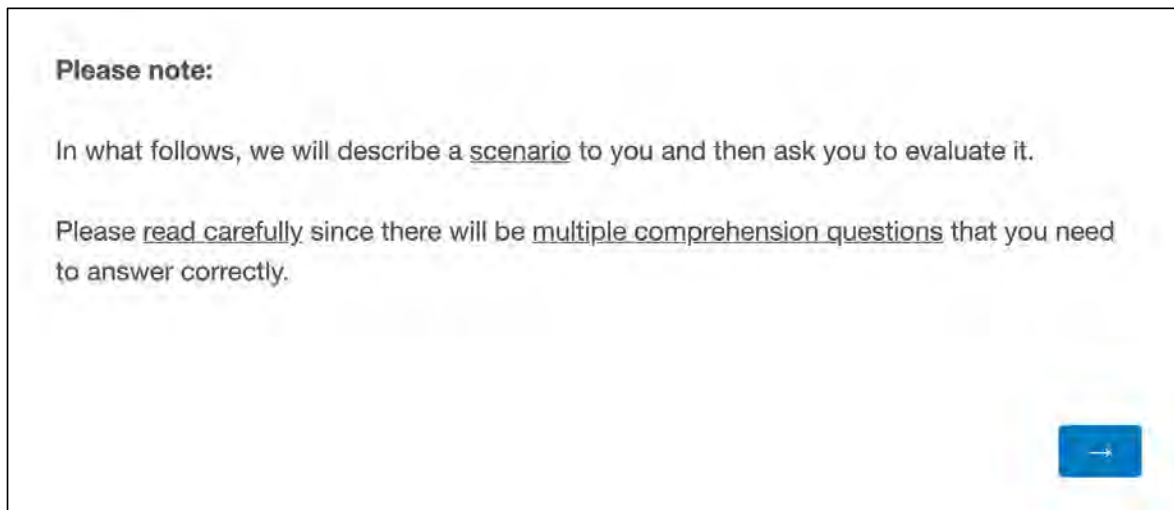 Please note:
In what follows, we will describe a scenario to you and then ask you to evaluate it.
Please read carefully since there will be multiple comprehension questions that you need
to answer correctly.
→